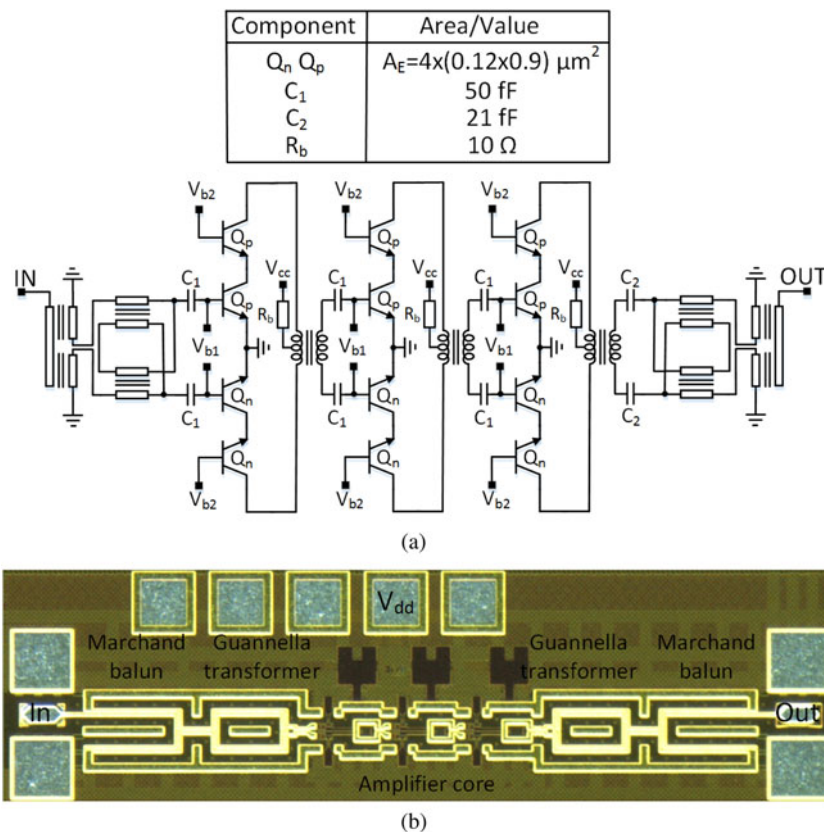 Component Area/Value
Qn Qp AE=4x(0.12x0.9) µm²
C1 50 fF
C2 21 fF
Rb 10 Ω
Vb2 Vb2 Vb2
Qp Qp Qp
IN C1 Qp Vcc C1 Qp Vcc C1 Qp Vcc C2 OUT
Rb Rb Rb
Vb1 Vb1 Vb1
C1 Qn C1 Qn C1 Qn C2
Qn Qn Qn
Vb2 Vb2 Vb2
(a)
Vdd
Marchand balun Guannella transformer Guannella transformer Marchand balun
In Out
Amplifier core
(b)